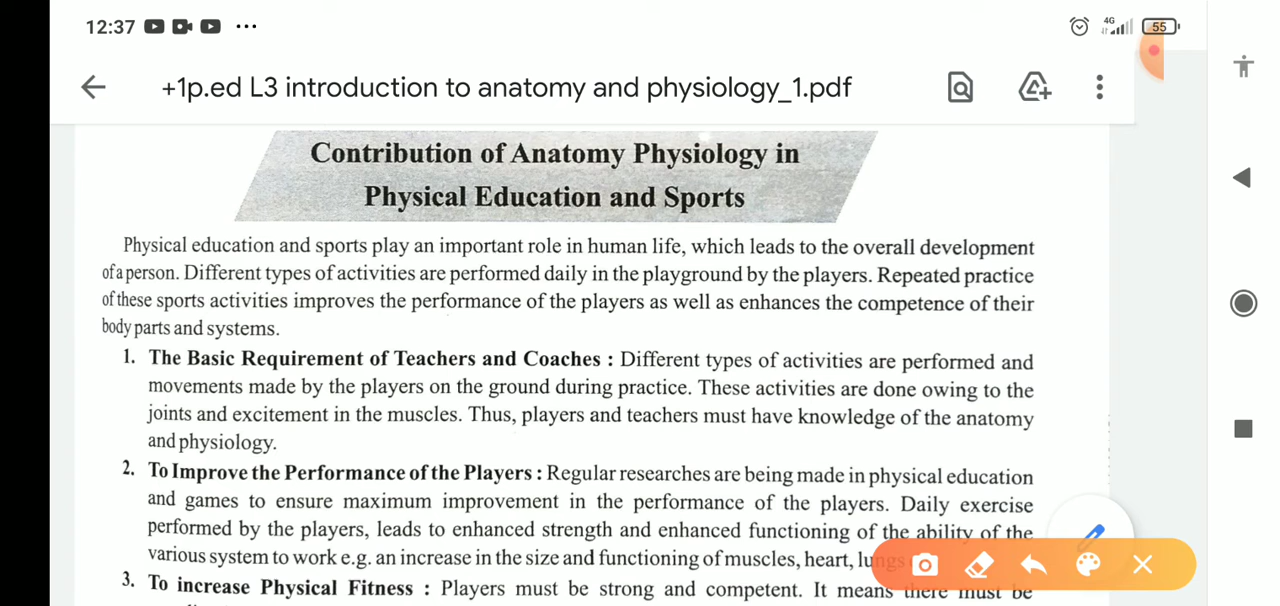 12:37
4G
55
+1p.ed L3 introduction to anatomy and physiology_1.pdf
Contribution of Anatomy Physiology in
Physical Education and Sports
Physical education and sports play an important role in human life, which leads to the overall development
of a person. Different types of activities are performed daily in the playground by the players. Repeated practice
of these sports activities improves the performance of the players as well as enhances the competence of their
body parts and systems.
1. The Basic Requirement of Teachers and Coaches : Different types of activities are performed and
movements made by the players on the ground during practice. These activities are done owing to the
joints and excitement in the muscles. Thus, players and teachers must have knowledge of the anatomy
and physiology.
2. To Improve the Performance of the Players : Regular researches are being made in physical education
and games to ensure maximum improvement in the performance of the players. Daily exercise
performed by the players, leads to enhanced strength and enhanced functioning of the ability of the
various system to work e.g. an increase in the size and functioning of muscles, heart, lungs
3. To increase Physical Fitness : Players must be strong and competent. It means there must be